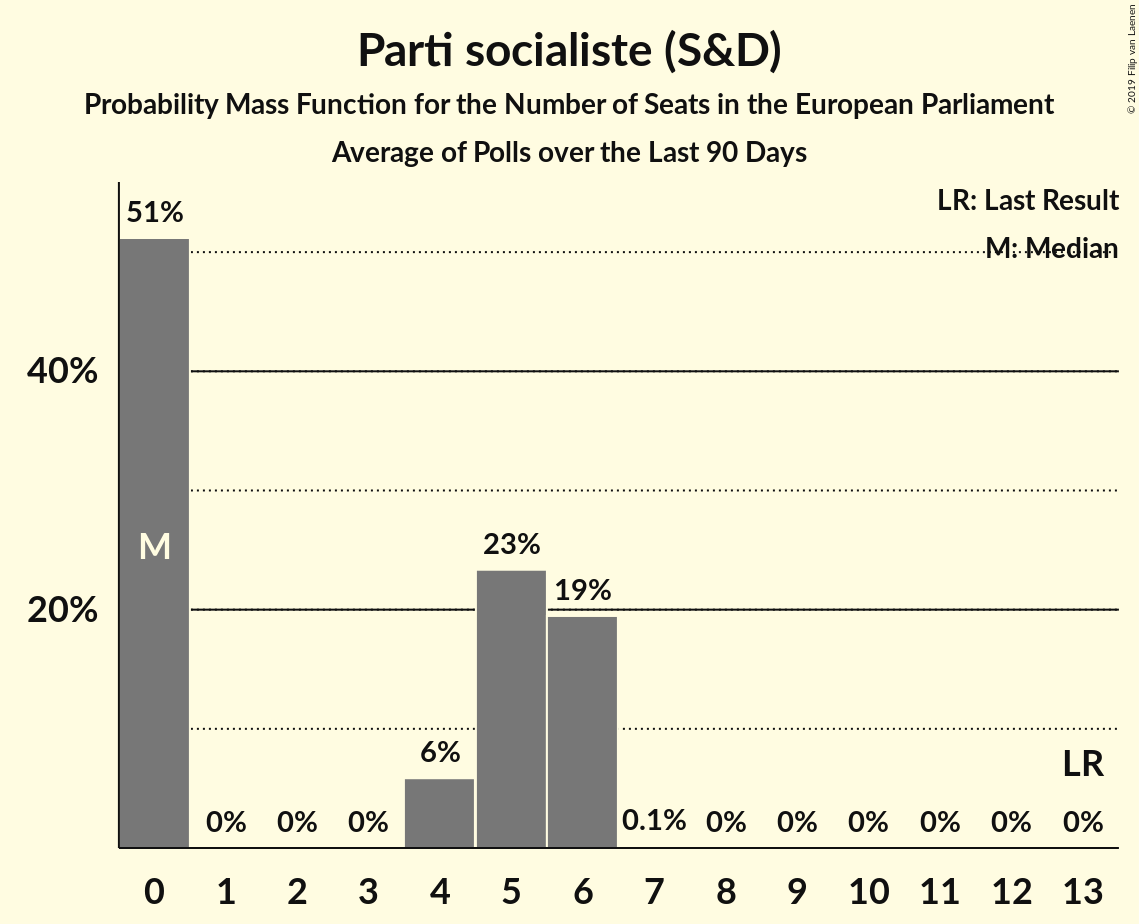 Parti socialiste (S&D)
Probability Mass Function for the Number of Seats in the European Parliament
Average of Polls over the Last 90 Days
© 2019 Filip van Laenen
LR: Last Result
M: Median
51%
40%
M
23%
19%
20%
6%
LR
0% 0% 0% 0.1% 0% 0% 0% 0% 0% 0%
0 1 2 3 4 5 6 7 8 9 10 11 12 13